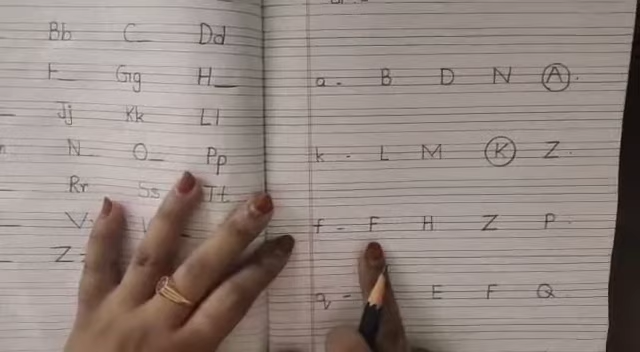 Bb C_ Dd
F_ Gg H_
Jj Kk Ll
N_ O_ Pp
Rr Ss Tt
V
Z
a - B D N A.
k - L M K Z.
f - F H Z P.
q - E F Q.